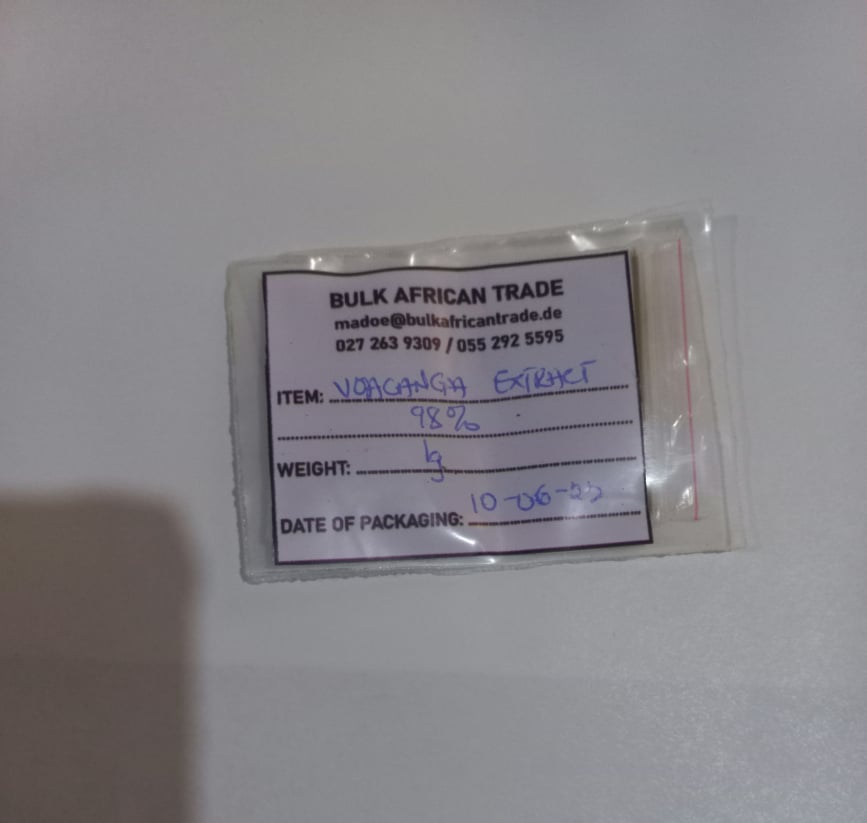 BULK AFRICAN TRADE
madoe@bulkafricantrade.de
027 263 9309 / 055 292 5595
ITEM: VOACANGA EXTRACT
98%
WEIGHT: 1g
DATE OF PACKAGING: 10-06-22